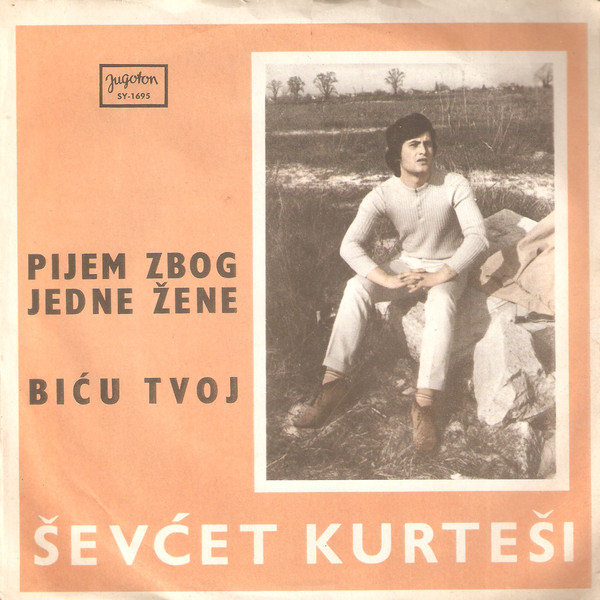 Jugoton
SY-1695
PIJEM ZBOG
JEDNE ŽENE
BIĆU TVOJ
ŠEVĆET KURTEŠI